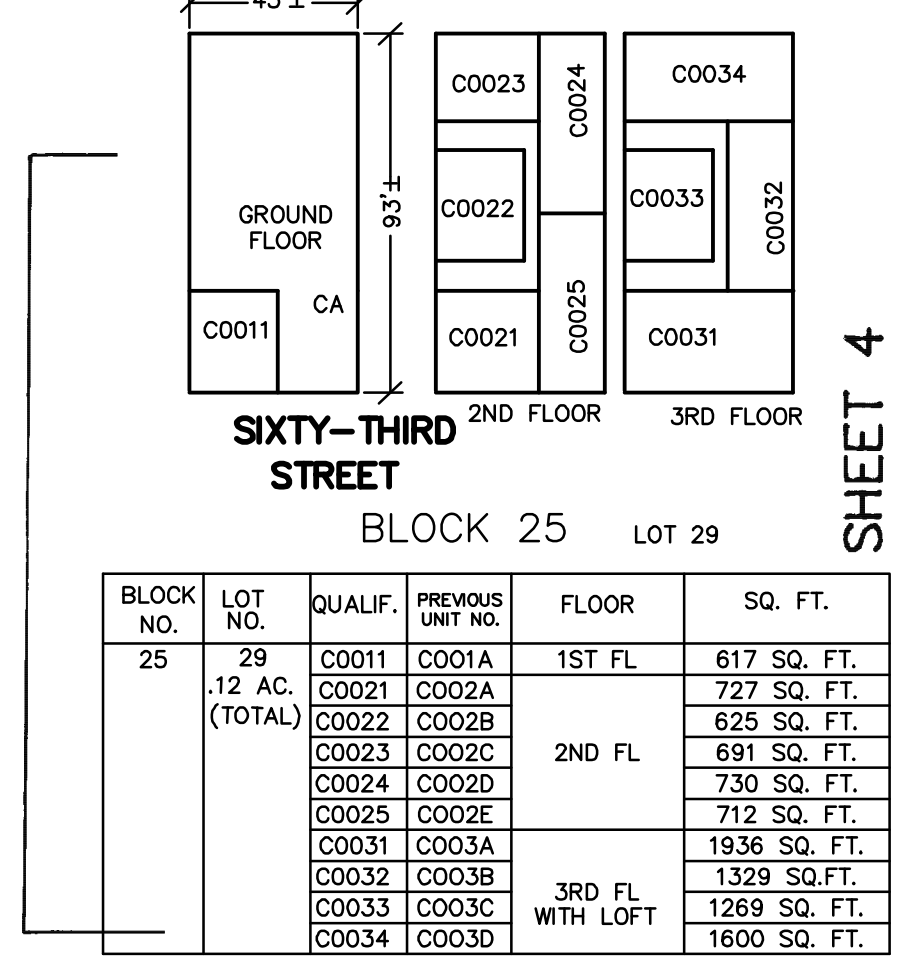 43'±
93'±
GROUND
FLOOR
CA
C0011
C0023
C0024
C0022
C0025
C0021
2ND FLOOR
C0034
C0033
C0032
C0031
3RD FLOOR
SIXTY-THIRD
STREET
SHEET 4
BLOCK 25 LOT 29
BLOCK NO. LOT NO. QUALIF. PREVIOUS UNIT NO. FLOOR SQ. FT.
25 29 C0011 C001A 1ST FL 617 SQ. FT.
.12 AC. C0021 C002A 727 SQ. FT.
(TOTAL) C0022 C002B 625 SQ. FT.
C0023 C002C 2ND FL 691 SQ. FT.
C0024 C002D 730 SQ. FT.
C0025 C002E 712 SQ. FT.
C0031 C003A 1936 SQ. FT.
C0032 C003B 3RD FL 1329 SQ.FT.
C0033 C003C WITH LOFT 1269 SQ. FT.
C0034 C003D 1600 SQ. FT.